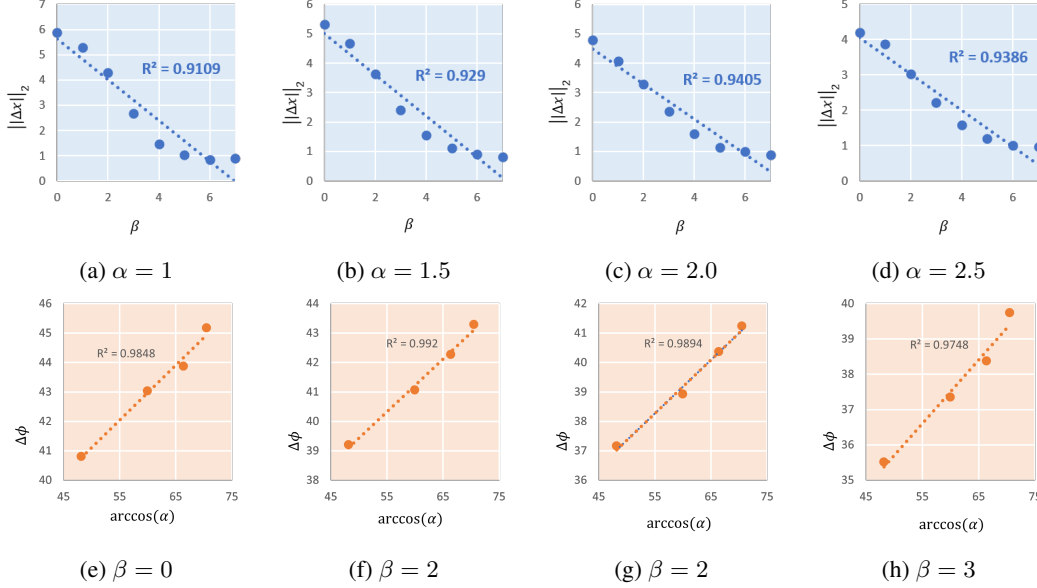 7 6 5 4 3 2 1 0
||Δx||₂
R² = 0.9109
0 2 4 6
β
(a) α = 1
6 5 4 3 2 1 0
||Δx||₂
R² = 0.929
0 2 4 6
β
(b) α = 1.5
6 5 4 3 2 1 0
||Δx||₂
R² = 0.9405
0 2 4 6
β
(c) α = 2.0
5 4 3 2 1 0
||Δx||₂
R² = 0.9386
0 2 4 6
β
(d) α = 2.5
46 45 44 43 42 41 40
Δϕ
R² = 0.9848
45 55 65 75
arccos(α)
(e) β = 0
44 43 42 41 40 39 38
Δϕ
R² = 0.992
45 55 65 75
arccos(α)
(f) β = 2
42 41 40 39 38 37 36
Δϕ
R² = 0.9894
45 55 65 75
arccos(α)
(g) β = 2
40 39 38 37 36 35
Δϕ
R² = 0.9748
45 55 65 75
arccos(α)
(h) β = 3